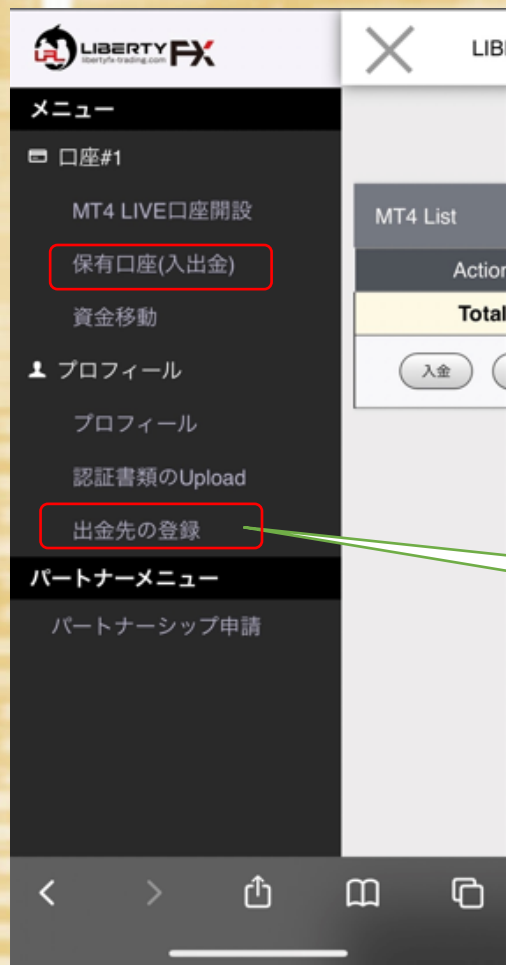 LIBERTY FX
libertyfx-trading.com
メニュー
口座#1
MT4 LIVE口座開設
保有口座(入出金)
資金移動
プロフィール
プロフィール
認証書類のUpload
出金先の登録
パートナーメニュー
パートナーシップ申請
LIB
MT4 List
Action
Total
入金